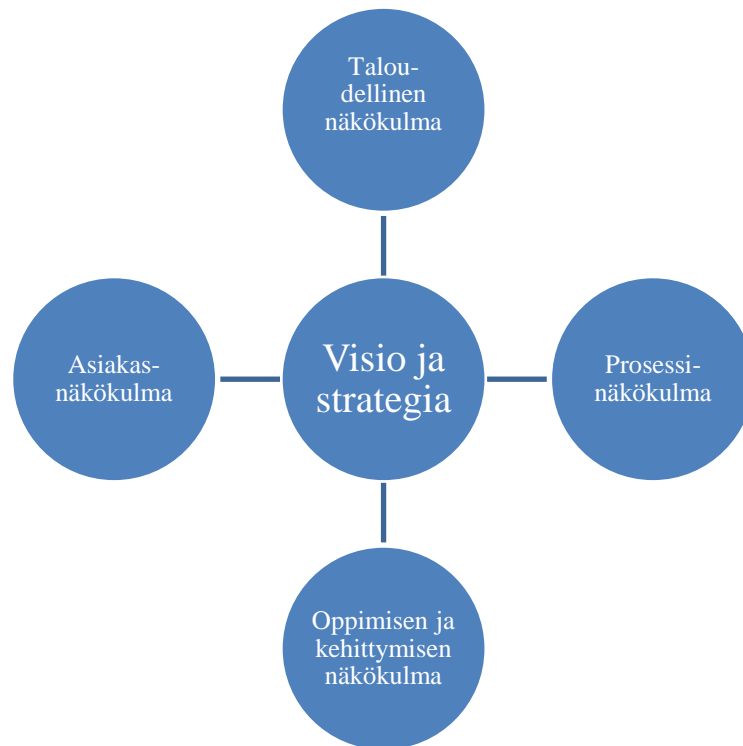 Talou-
dellinen
näkökulma
Asiakas-
näkökulma
Visio ja
strategia
Prosessi-
näkökulma
Oppimisen ja
kehittymisen
näkökulma